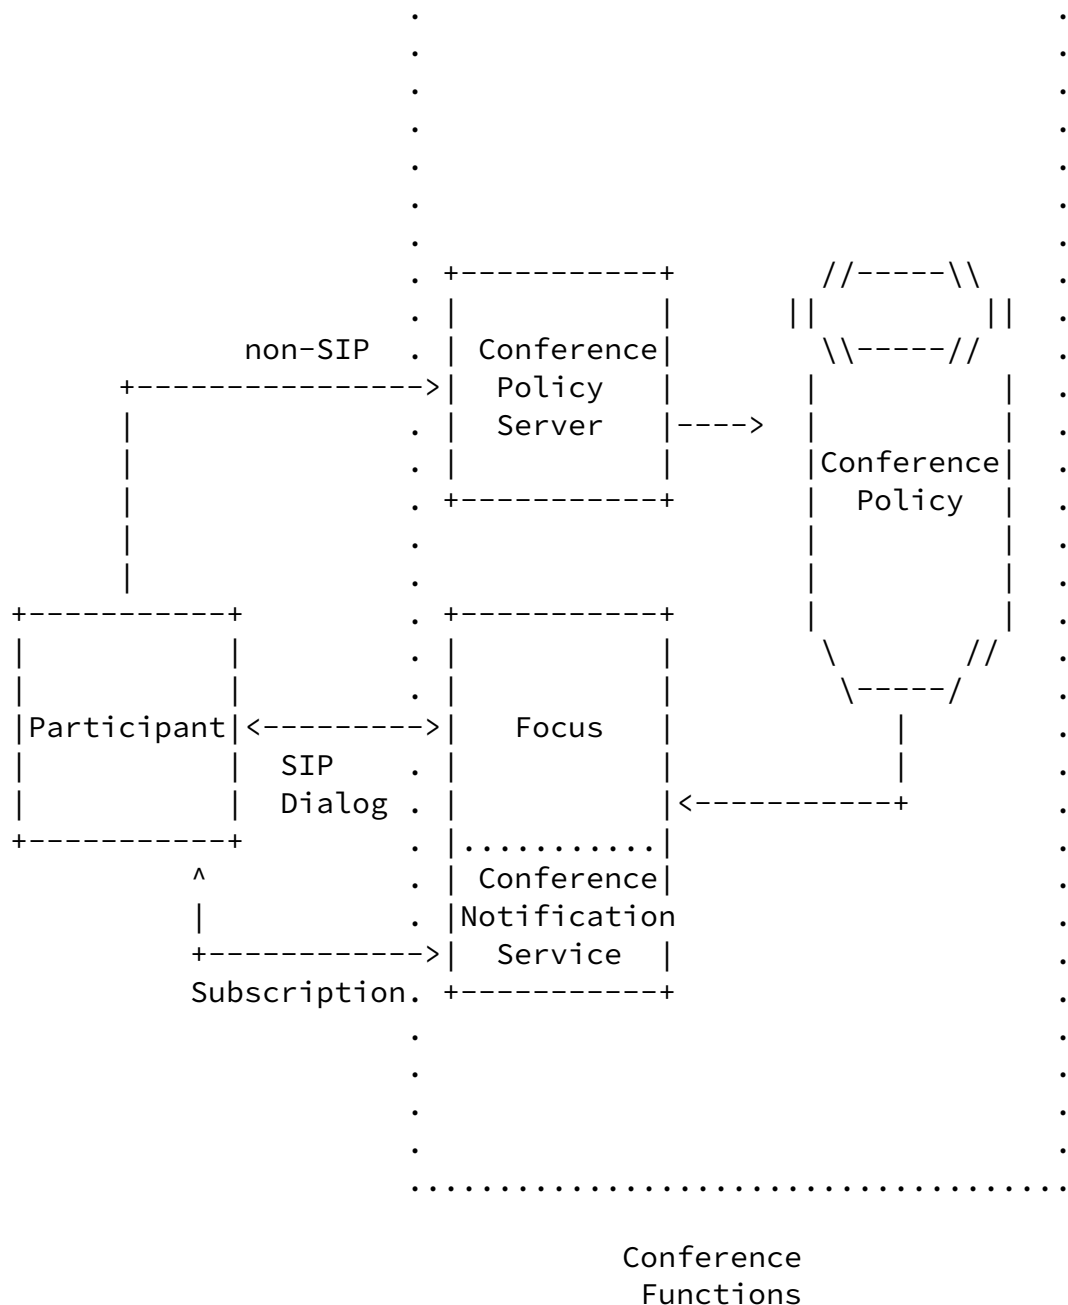 non-SIP
Conference
Policy
Server
Conference
Policy
Participant
Focus
SIP
Dialog
Conference
Notification
Service
Subscription
Conference
Functions